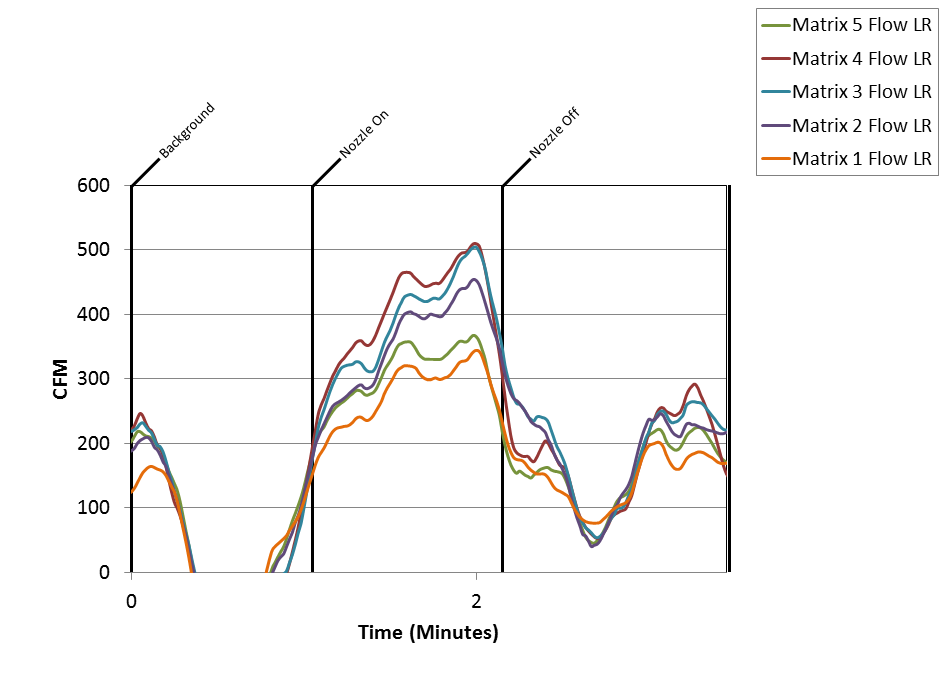 Matrix 5 Flow LR
Matrix 4 Flow LR
Matrix 3 Flow LR
Matrix 2 Flow LR
Matrix 1 Flow LR
Background
Nozzle On
Nozzle Off
600
500
400
300
200
100
0
CFM
0 2
Time (Minutes)